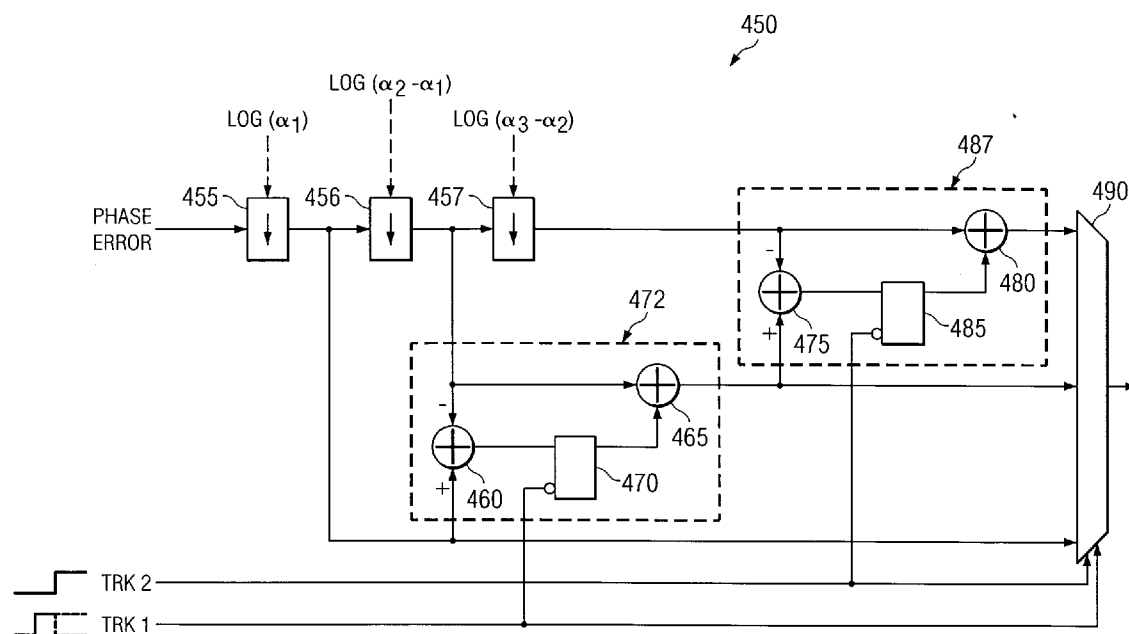 450
LOG (α2 -α1)
LOG (α1)
LOG (α3 -α2)
487
455
456
457
490
PHASE
ERROR
-
480
472
485
+
475
-
465
470
+
460
TRK 2
TRK 1